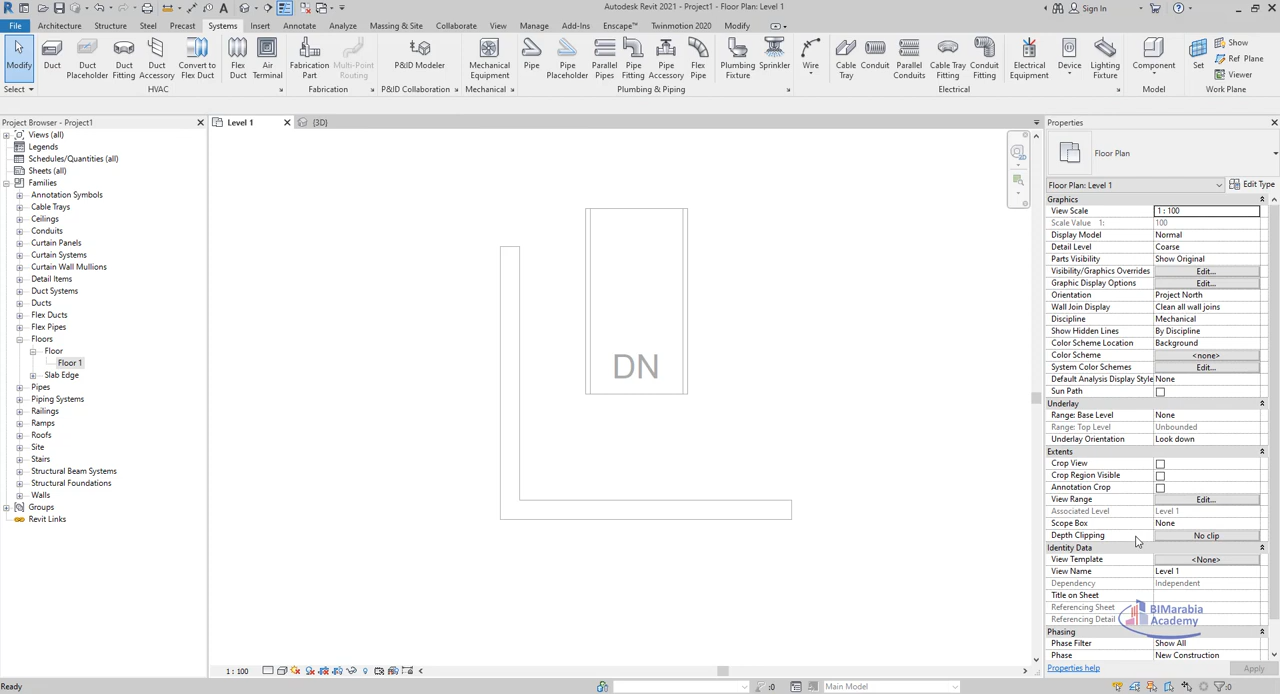 Autodesk Revit 2021 - Project1 - Floor Plan: Level 1
Sign In
File Architecture Structure Steel Precast Systems Insert Annotate Analyze Massing & Site Collaborate View Manage Add-Ins Enscape™ Twinmotion 2020 Modify
Modify
Duct
Duct Placeholder
Duct Fitting
Duct Accessory
Convert to Flex Duct
Flex Duct
Air Terminal
Fabrication Part
Multi-Point Routing
P&ID Modeler
Mechanical Equipment
Pipe
Pipe Placeholder
Parallel Pipes
Pipe Fitting
Pipe Accessory
Flex Pipe
Plumbing Fixture
Sprinkler
Wire
Cable Tray
Conduit
Parallel Conduits
Cable Tray Fitting
Conduit Fitting
Electrical Equipment
Device
Lighting Fixture
Component
Set
Show
Ref Plane
Viewer
Select HVAC Fabrication P&ID Collaboration Mechanical Plumbing & Piping Electrical Model Work Plane
Project Browser - Project1
Views (all)
Legends
Schedules/Quantities (all)
Sheets (all)
Families
Annotation Symbols
Cable Trays
Ceilings
Conduits
Curtain Panels
Curtain Systems
Curtain Wall Mullions
Detail Items
Duct Systems
Ducts
Flex Ducts
Flex Pipes
Floors
Floor
Floor 1
Slab Edge
Pipes
Piping Systems
Railings
Ramps
Roofs
Site
Stairs
Structural Beam Systems
Structural Foundations
Walls
Groups
Revit Links
Level 1
{3D}
DN
Properties
Floor Plan
Floor Plan: Level 1 Edit Type
Graphics
View Scale 1 : 100
Scale Value 1: 100
Display Model Normal
Detail Level Coarse
Parts Visibility Show Original
Visibility/Graphics Overrides Edit...
Graphic Display Options Edit...
Orientation Project North
Wall Join Display Clean all wall joins
Discipline Mechanical
Show Hidden Lines By Discipline
Color Scheme Location Background
Color Scheme <none>
System Color Schemes Edit...
Default Analysis Display Style None
Sun Path
Underlay
Range: Base Level None
Range: Top Level Unbounded
Underlay Orientation Look down
Extents
Crop View
Crop Region Visible
Annotation Crop
View Range Edit...
Associated Level Level 1
Scope Box None
Depth Clipping No clip
Identity Data
View Template <None>
View Name Level 1
Dependency Independent
Title on Sheet
Referencing Sheet
Referencing Detail
BIMarabia
Academy
Phasing
Phase Filter Show All
Phase New Construction
Properties help Apply
1 : 100
Ready
:0
Main Model
:0